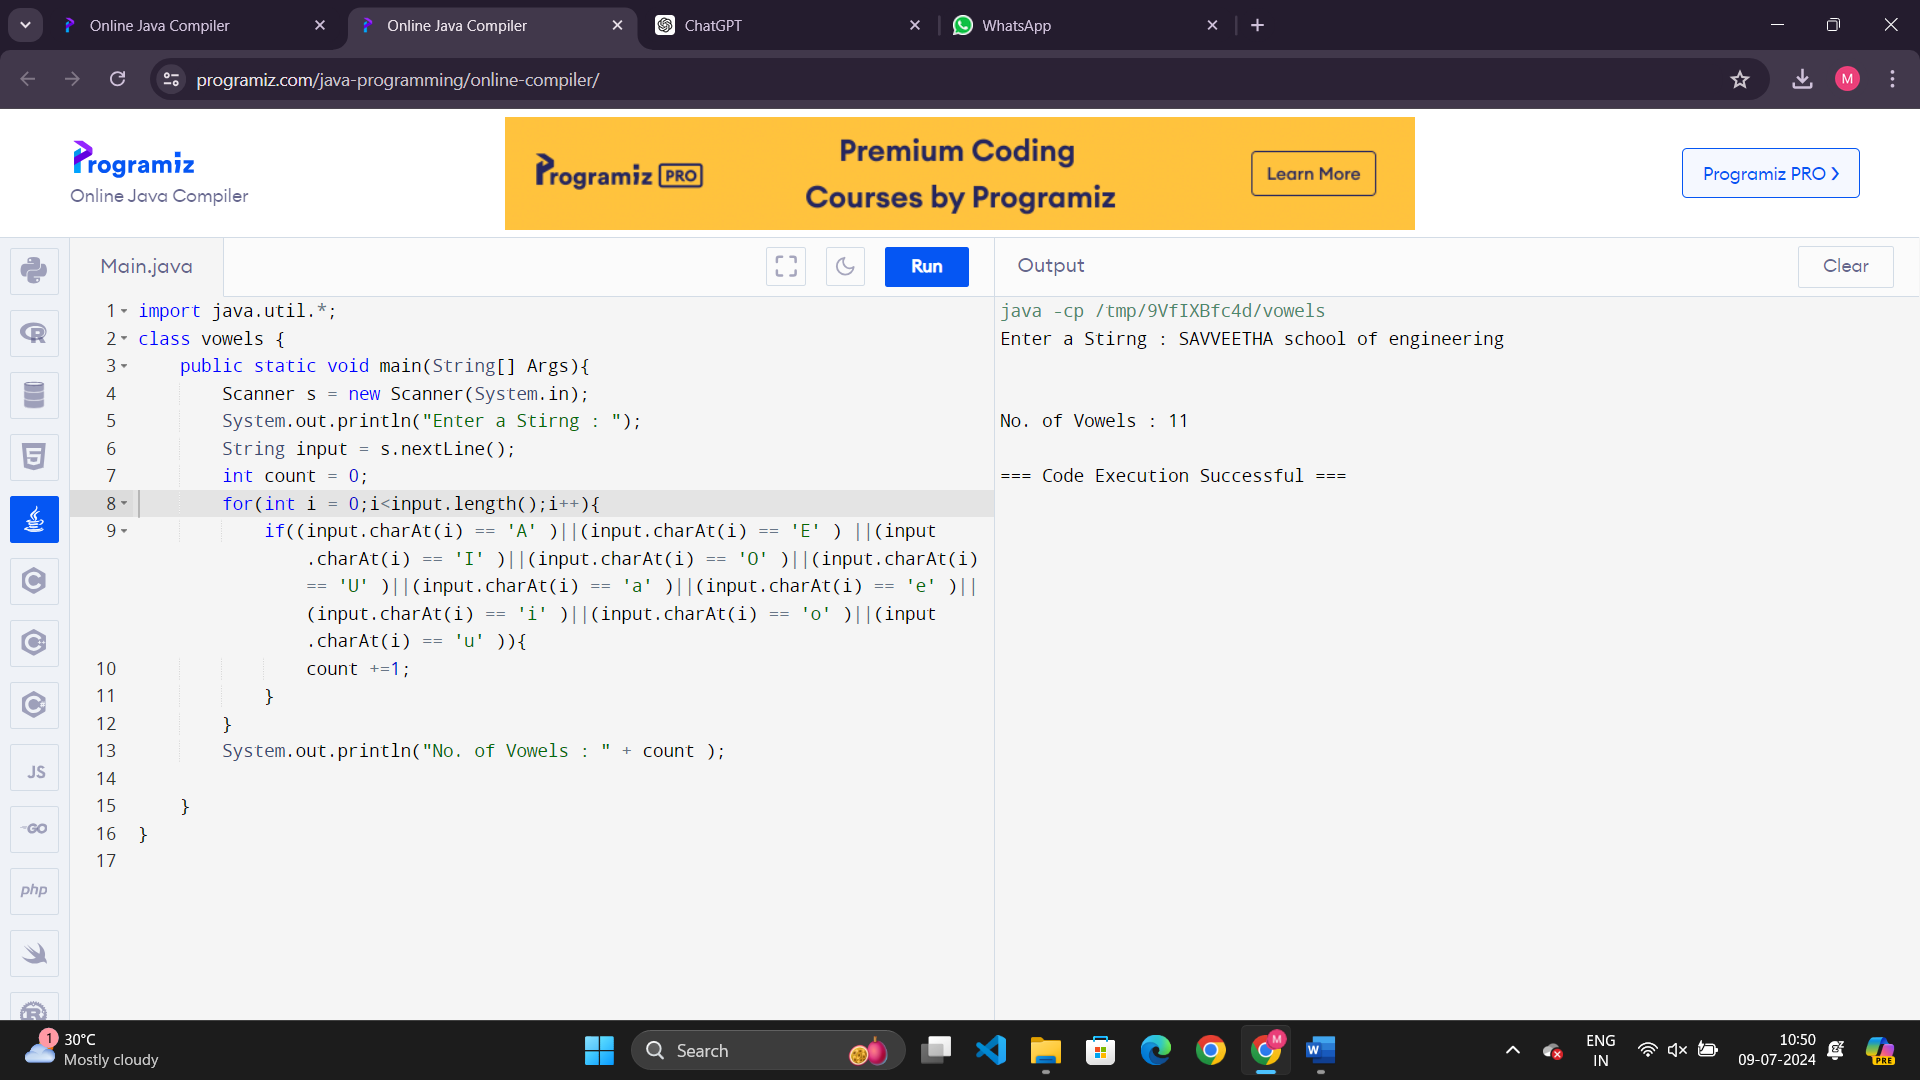 Online Java Compiler
Online Java Compiler
ChatGPT
WhatsApp
programiz.com/java-programming/online-compiler/
M
Programiz
Online Java Compiler
Programiz PRO
Premium Coding
Courses by Programiz
Learn More
Programiz PRO
Main.java
Run
Output
Clear
1 import java.util.*;
2 class vowels {
3 public static void main(String[] Args){
4 Scanner s = new Scanner(System.in);
5 System.out.println("Enter a Stirng : ");
6 String input = s.nextLine();
7 int count = 0;
8 for(int i = 0;i<input.length();i++){
9 if((input.charAt(i) == 'A' )||(input.charAt(i) == 'E' ) ||(input
.charAt(i) == 'I' )||(input.charAt(i) == 'O' )||(input.charAt(i)
== 'U' )||(input.charAt(i) == 'a' )||(input.charAt(i) == 'e' )||
(input.charAt(i) == 'i' )||(input.charAt(i) == 'o' )||(input
.charAt(i) == 'u' )){
10 count +=1;
11 }
12 }
13 System.out.println("No. of Vowels : " + count );
14
15 }
16 }
17
java -cp /tmp/9VfIXBfc4d/vowels
Enter a Stirng : SAVVEETHA school of engineering
No. of Vowels : 11
=== Code Execution Successful ===
R
5
C
C
C
JS
GO
php
R
1
30°C
Mostly cloudy
Search
M
W
ENG
IN
10:50
09-07-2024
PRE